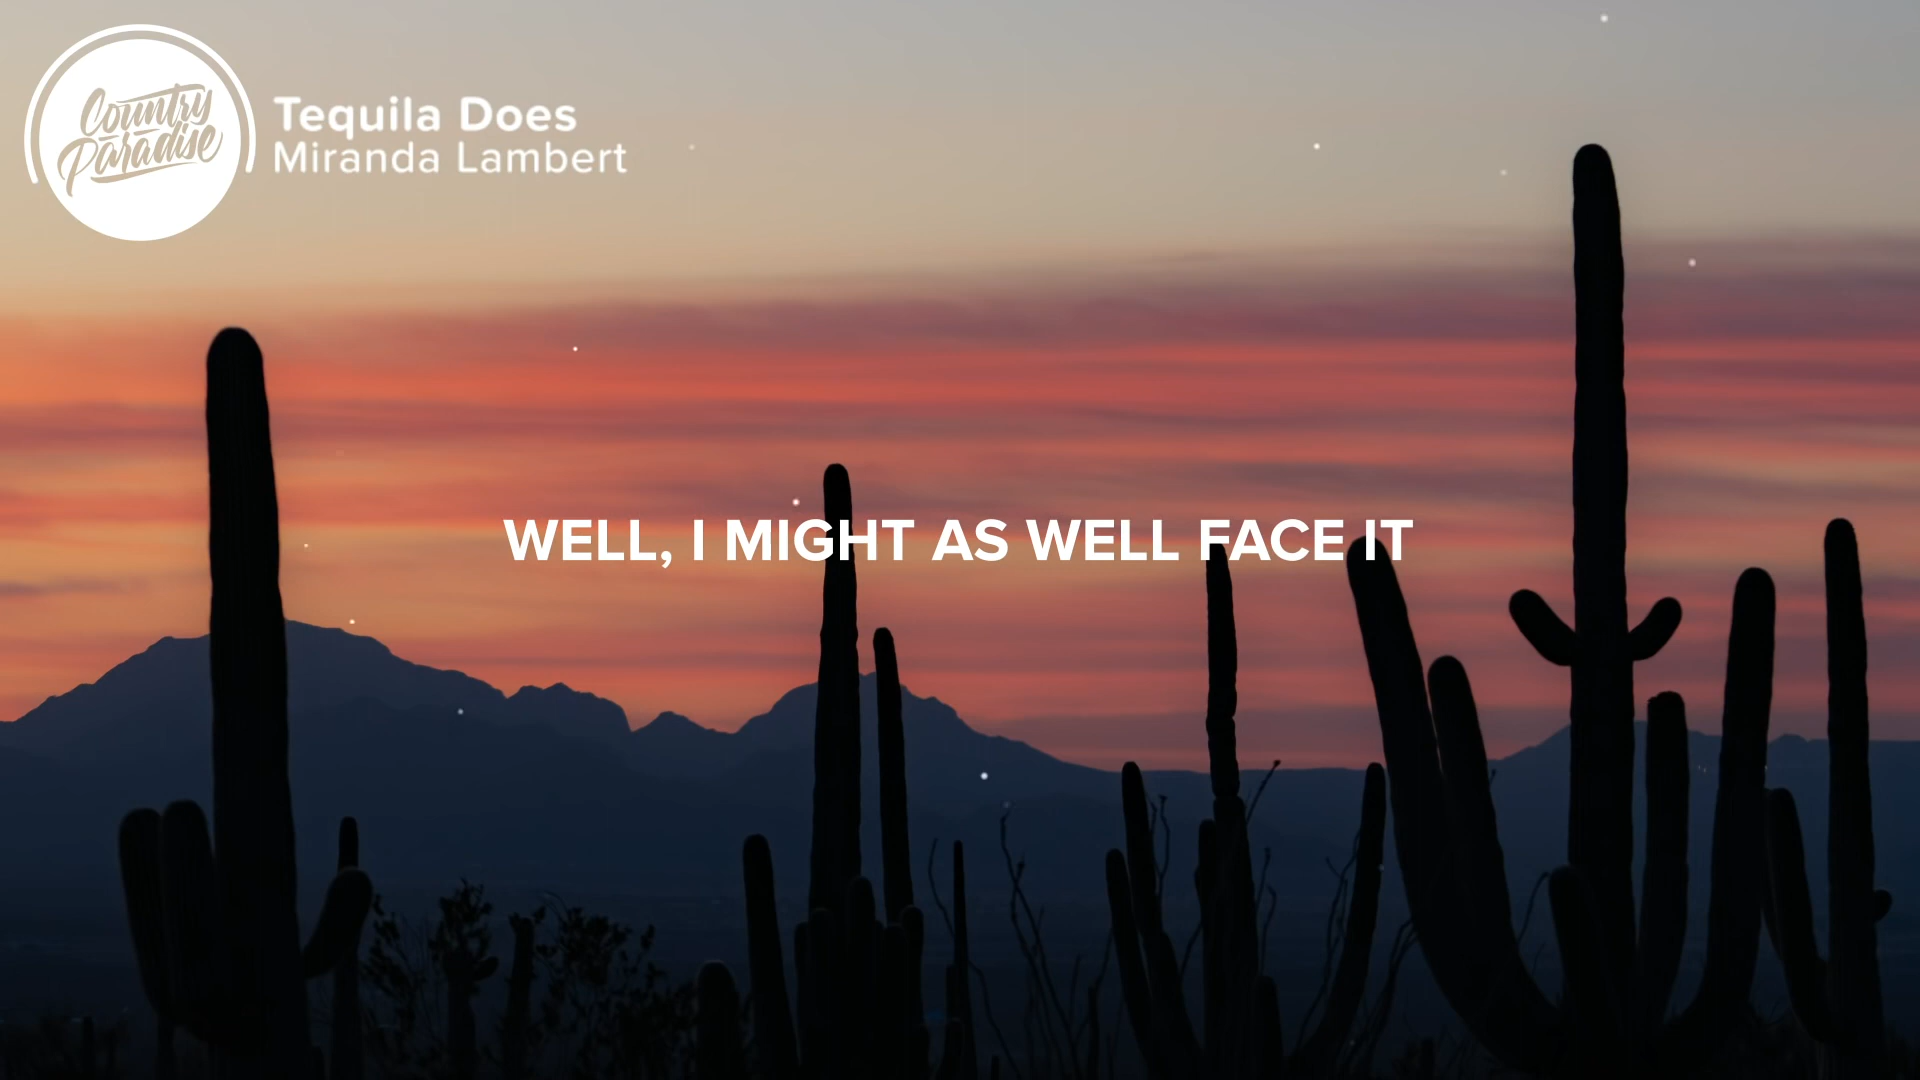 Country
Paradise
Tequila Does
Miranda Lambert
WELL, I MIGHT AS WELL FACE IT